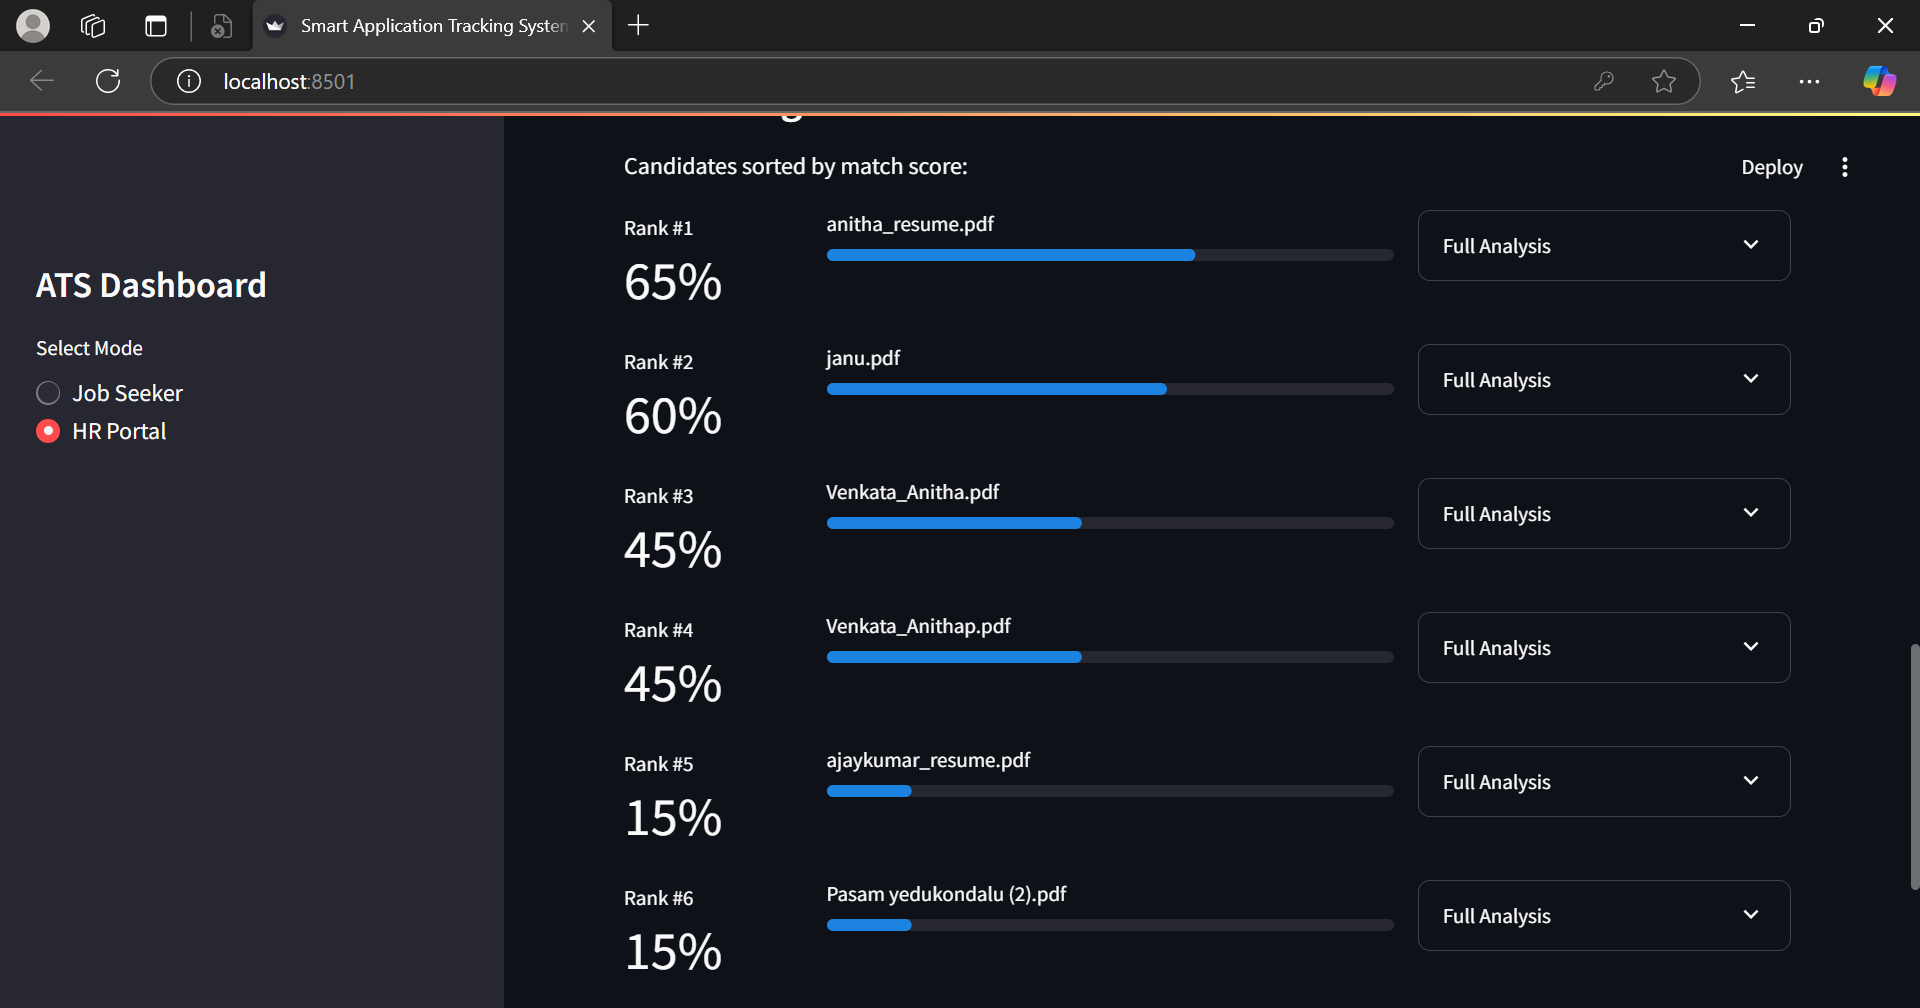 Smart Application Tracking System
localhost:8501
ATS Dashboard
Select Mode
Job Seeker
HR Portal
Candidates sorted by match score:
Deploy
Rank #1
65%
anitha_resume.pdf
Full Analysis
Rank #2
60%
janu.pdf
Full Analysis
Rank #3
45%
Venkata_Anitha.pdf
Full Analysis
Rank #4
45%
Venkata_Anithap.pdf
Full Analysis
Rank #5
15%
ajaykumar_resume.pdf
Full Analysis
Rank #6
15%
Pasam yedukondalu (2).pdf
Full Analysis